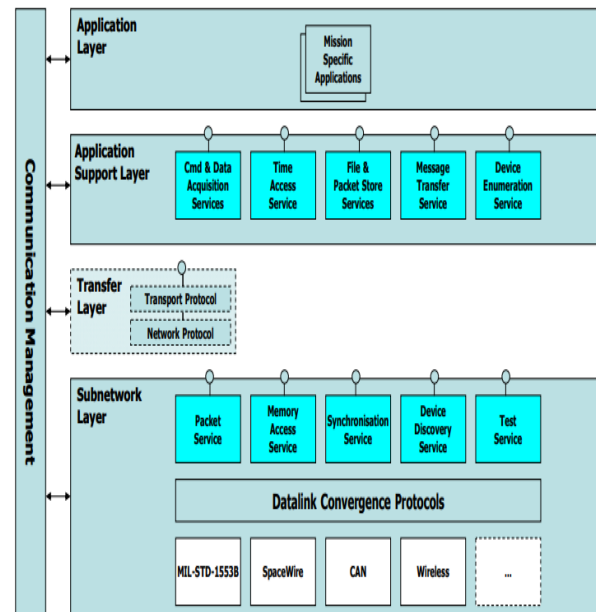 Communication Management
Application
Layer
Mission
Specific
Applications
Application
Support Layer
Cmd & Data
Acquisition
Services
Time
Access
Service
File &
Packet Store
Services
Message
Transfer
Service
Device
Enumeration
Service
Transfer
Layer
Transport Protocol
Network Protocol
Subnetwork
Layer
Packet
Service
Memory
Access
Service
Synchronisation
Service
Device
Discovery
Service
Test
Service
Datalink Convergence Protocols
MIL-STD-1553B
SpaceWire
CAN
Wireless
...